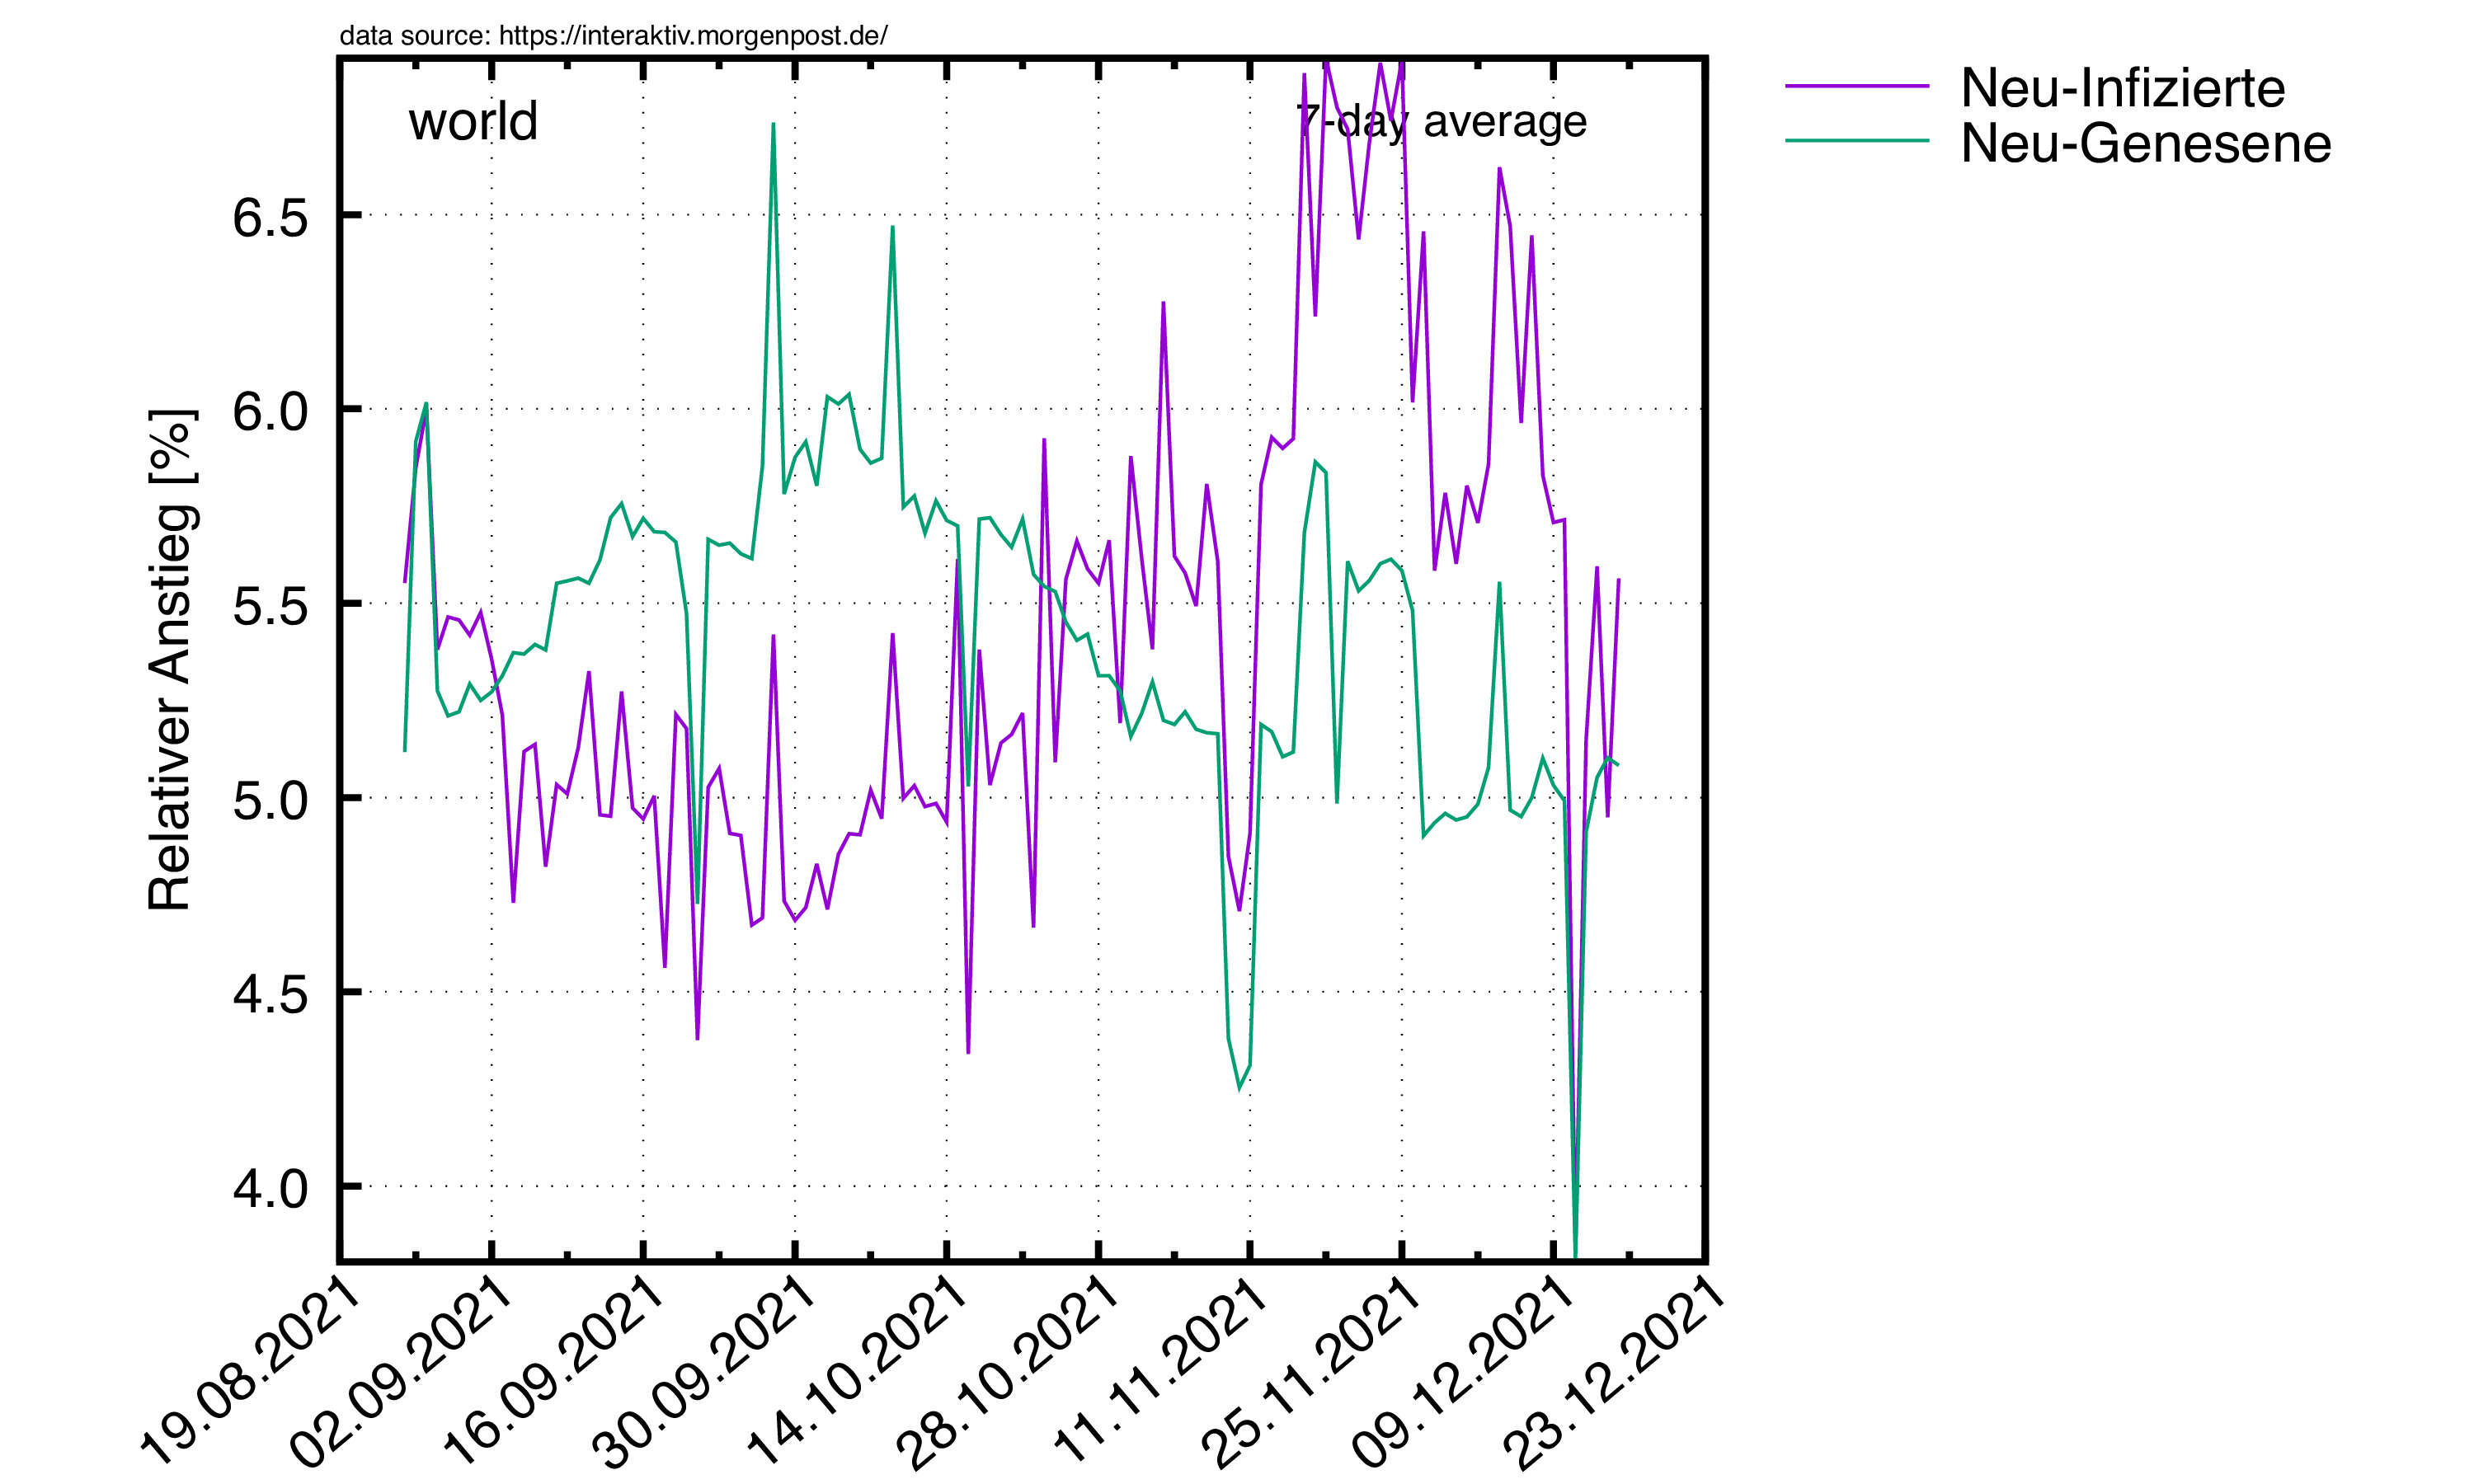 data source: https://interaktiv.morgenpost.de/
world
7-day average
Neu-Infizierte
Neu-Genesene
Relativer Anstieg [%]
6.5
6.0
5.5
5.0
4.5
4.0
19.08.2021
02.09.2021
16.09.2021
30.09.2021
14.10.2021
28.10.2021
11.11.2021
25.11.2021
09.12.2021
23.12.2021